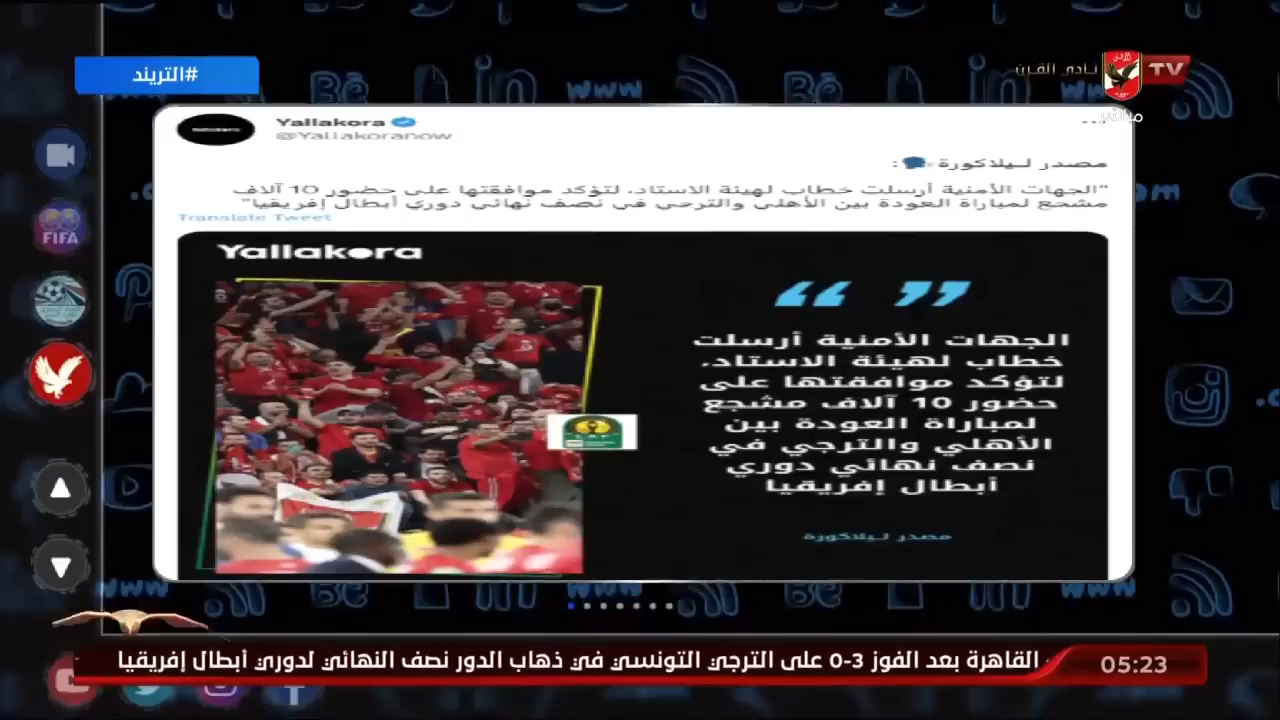 #التريند
نادي القرن
TV
مباشر
Yallakora
@Yallakoranow
مصدر لـيلاكورة :
"الجهات الأمنية أرسلت خطاب لهيئة الاستاد، لتؤكد موافقتها على حضور 10 آلاف
مشجع لمباراة العودة بين الأهلي والترجي في نصف نهائي دوري أبطال إفريقيا"
Translate Tweet
Yallakora
الجهات الأمنية أرسلت
خطاب لهيئة الاستاد،
لتؤكد موافقتها على
حضور 10 آلاف مشجع
لمباراة العودة بين
الأهلي والترجي في
نصف نهائي دوري
أبطال إفريقيا
مصدر لـيلاكورة
FIFA
القاهرة بعد الفوز 3-0 على الترجي التونسي في ذهاب الدور نصف النهائي لدوري أبطال إفريقيا
05:23